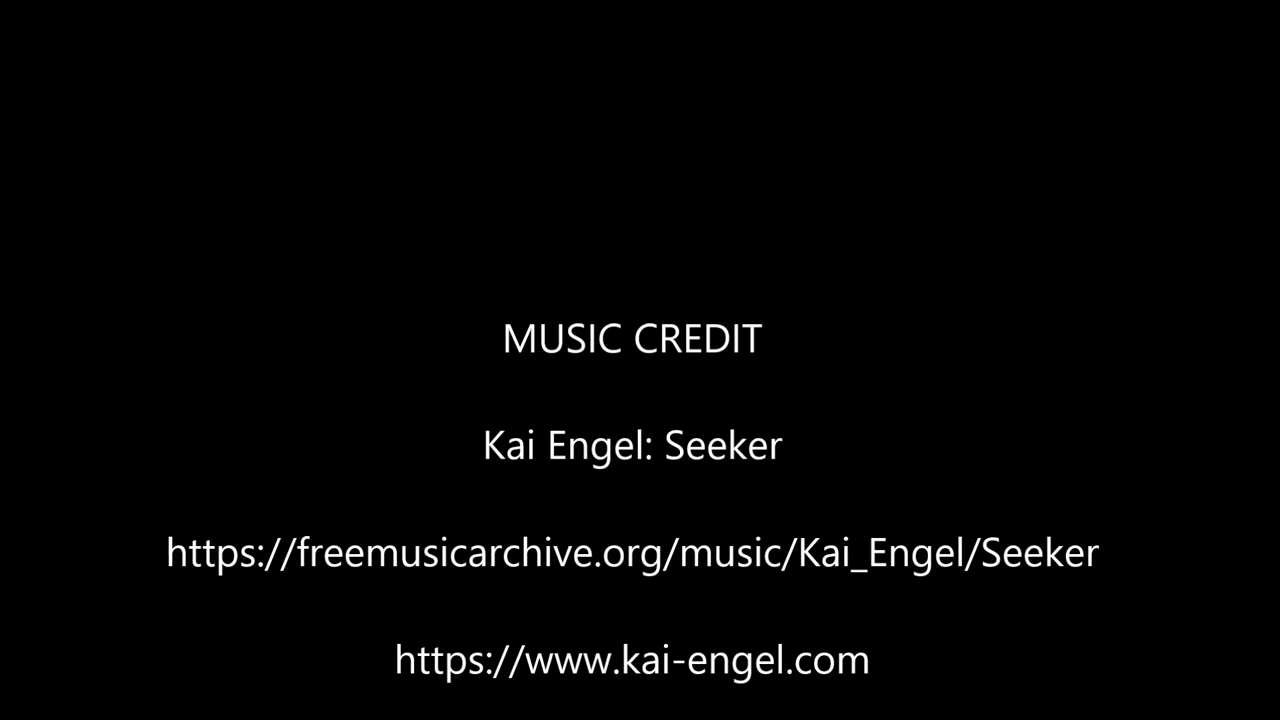 MUSIC CREDIT
Kai Engel: Seeker
https://freemusicarchive.org/music/Kai_Engel/Seeker
https://www.kai-engel.com